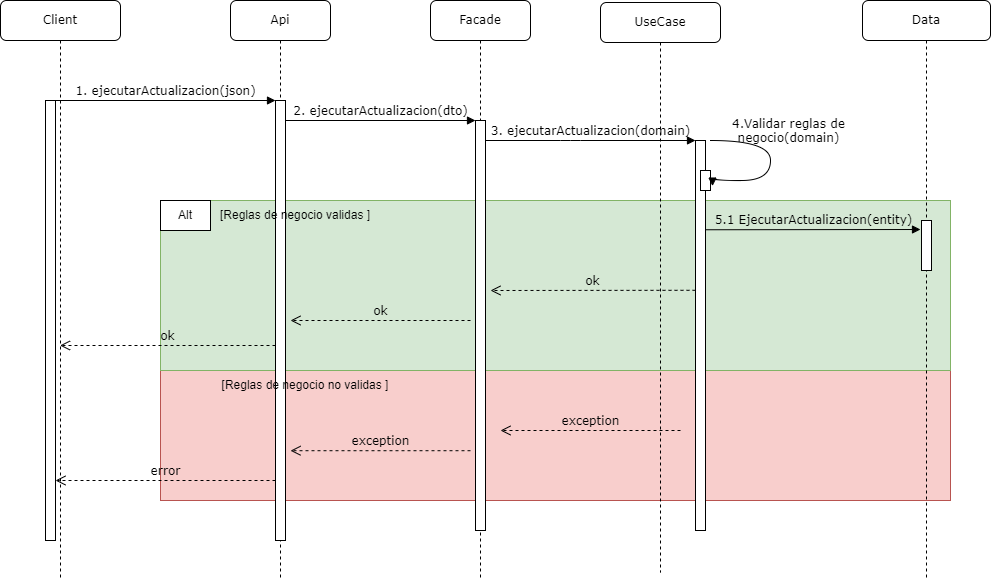 Client
Api
Facade
UseCase
Data
1. ejecutarActualizacion(json)
2. ejecutarActualizacion(dto)
3. ejecutarActualizacion(domain)
4.Validar reglas de
negocio(domain)
Alt
[Reglas de negocio validas ]
5.1 EjecutarActualizacion(entity)
ok
ok
ok
[Reglas de negocio no validas ]
exception
exception
error